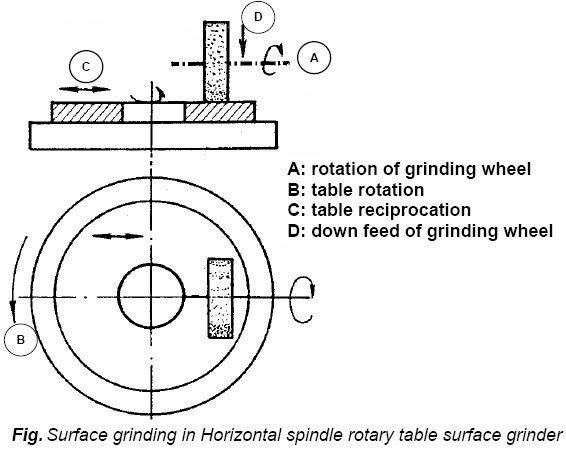 D
A
C
A: rotation of grinding wheel
B: table rotation
C: table reciprocation
D: down feed of grinding wheel
B
Fig. Surface grinding in Horizontal spindle rotary table surface grinder